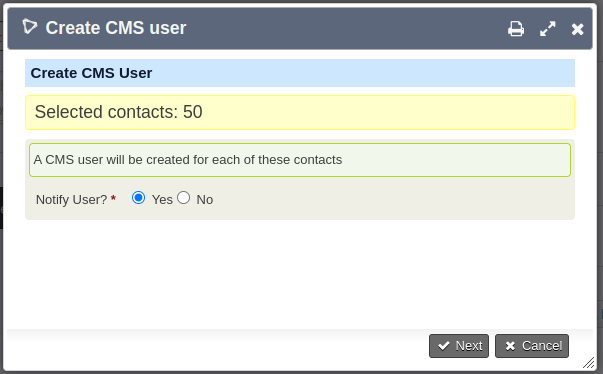 Create CMS user
Create CMS User
Selected contacts: 50
A CMS user will be created for each of these contacts
Notify User? * Yes No
Next Cancel